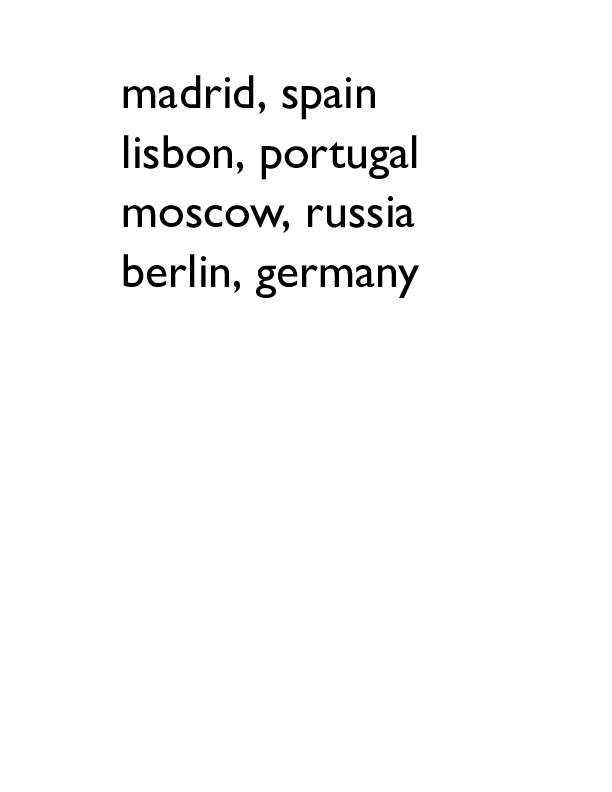 madrid, spain
lisbon, portugal
moscow, russia
berlin, germany